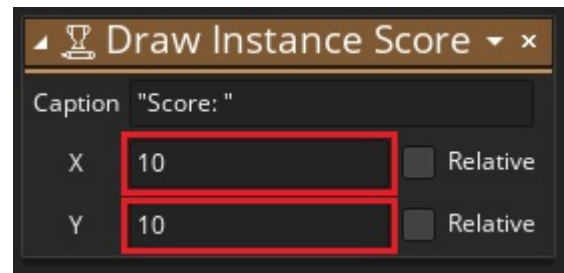 Draw Instance Score
Caption "Score: "
X 10 Relative
Y 10 Relative